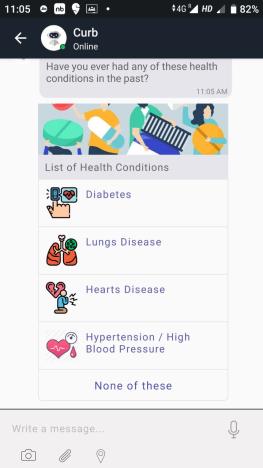 11:05 nb 4G HD 82%
Curb
Online
Have you ever had any of these health
conditions in the past?
11:05 AM
List of Health Conditions
Diabetes
Lungs Disease
Hearts Disease
Hypertension / High
Blood Pressure
None of these
Write a message...